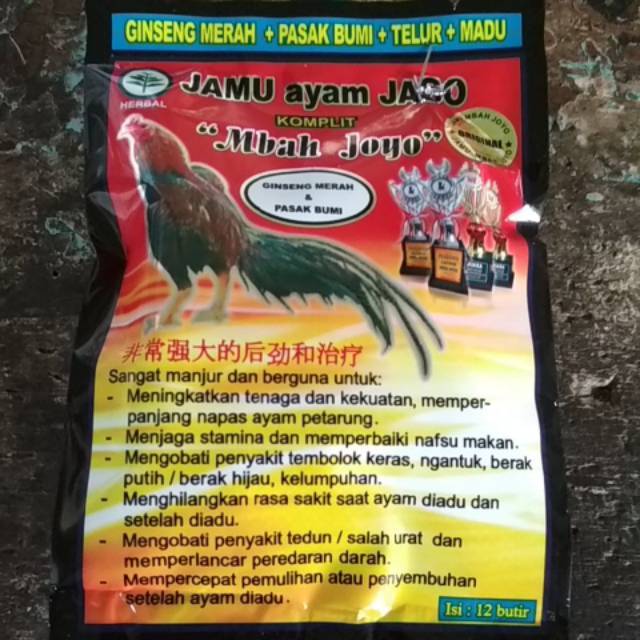 GINSENG MERAH + PASAK BUMI + TELUR + MADU
HERBAL
JAMU ayam JAGO
KOMPLIT
"Mbah Joyo"
MBAH JOYO
ORIGINAL
GINSENG MERAH
&
PASAK BUMI
非常强大的后劲和治疗
Sangat manjur dan berguna untuk:
- Meningkatkan tenaga dan kekuatan, memper-
panjang napas ayam petarung.
- Menjaga stamina dan memperbaiki nafsu makan.
- Mengobati penyakit tembolok keras, ngantuk, berak
putih / berak hijau, kelumpuhan.
- Menghilangkan rasa sakit saat ayam diadu dan
setelah diadu.
- Mengobati penyakit tedun / salah urat dan
memperlancar peredaran darah.
- Mempercepat pemulihan atau penyembuhan
setelah ayam diadu.
Isi : 12 butir